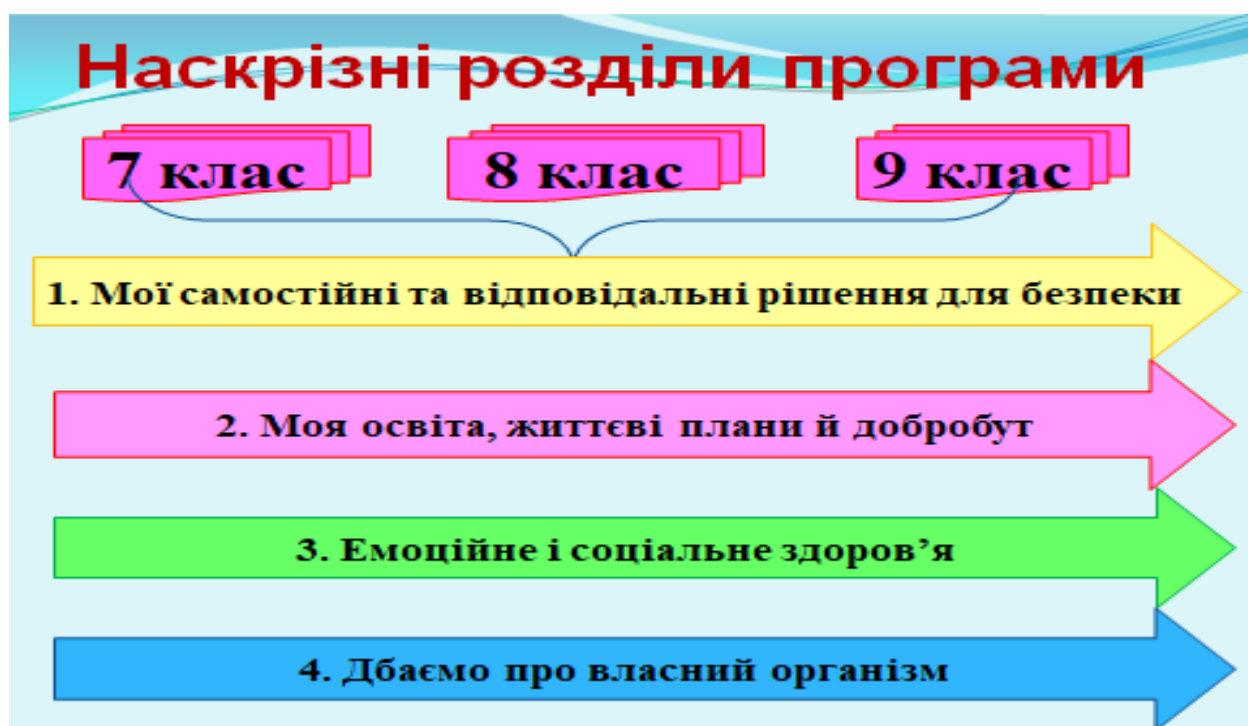 Наскрізні розділи програми
7 клас
8 клас
9 клас
1. Мої самостійні та відповідальні рішення для безпеки
2. Моя освіта, життєві плани й добробут
3. Емоційне і соціальне здоров’я
4. Дбаємо про власний організм